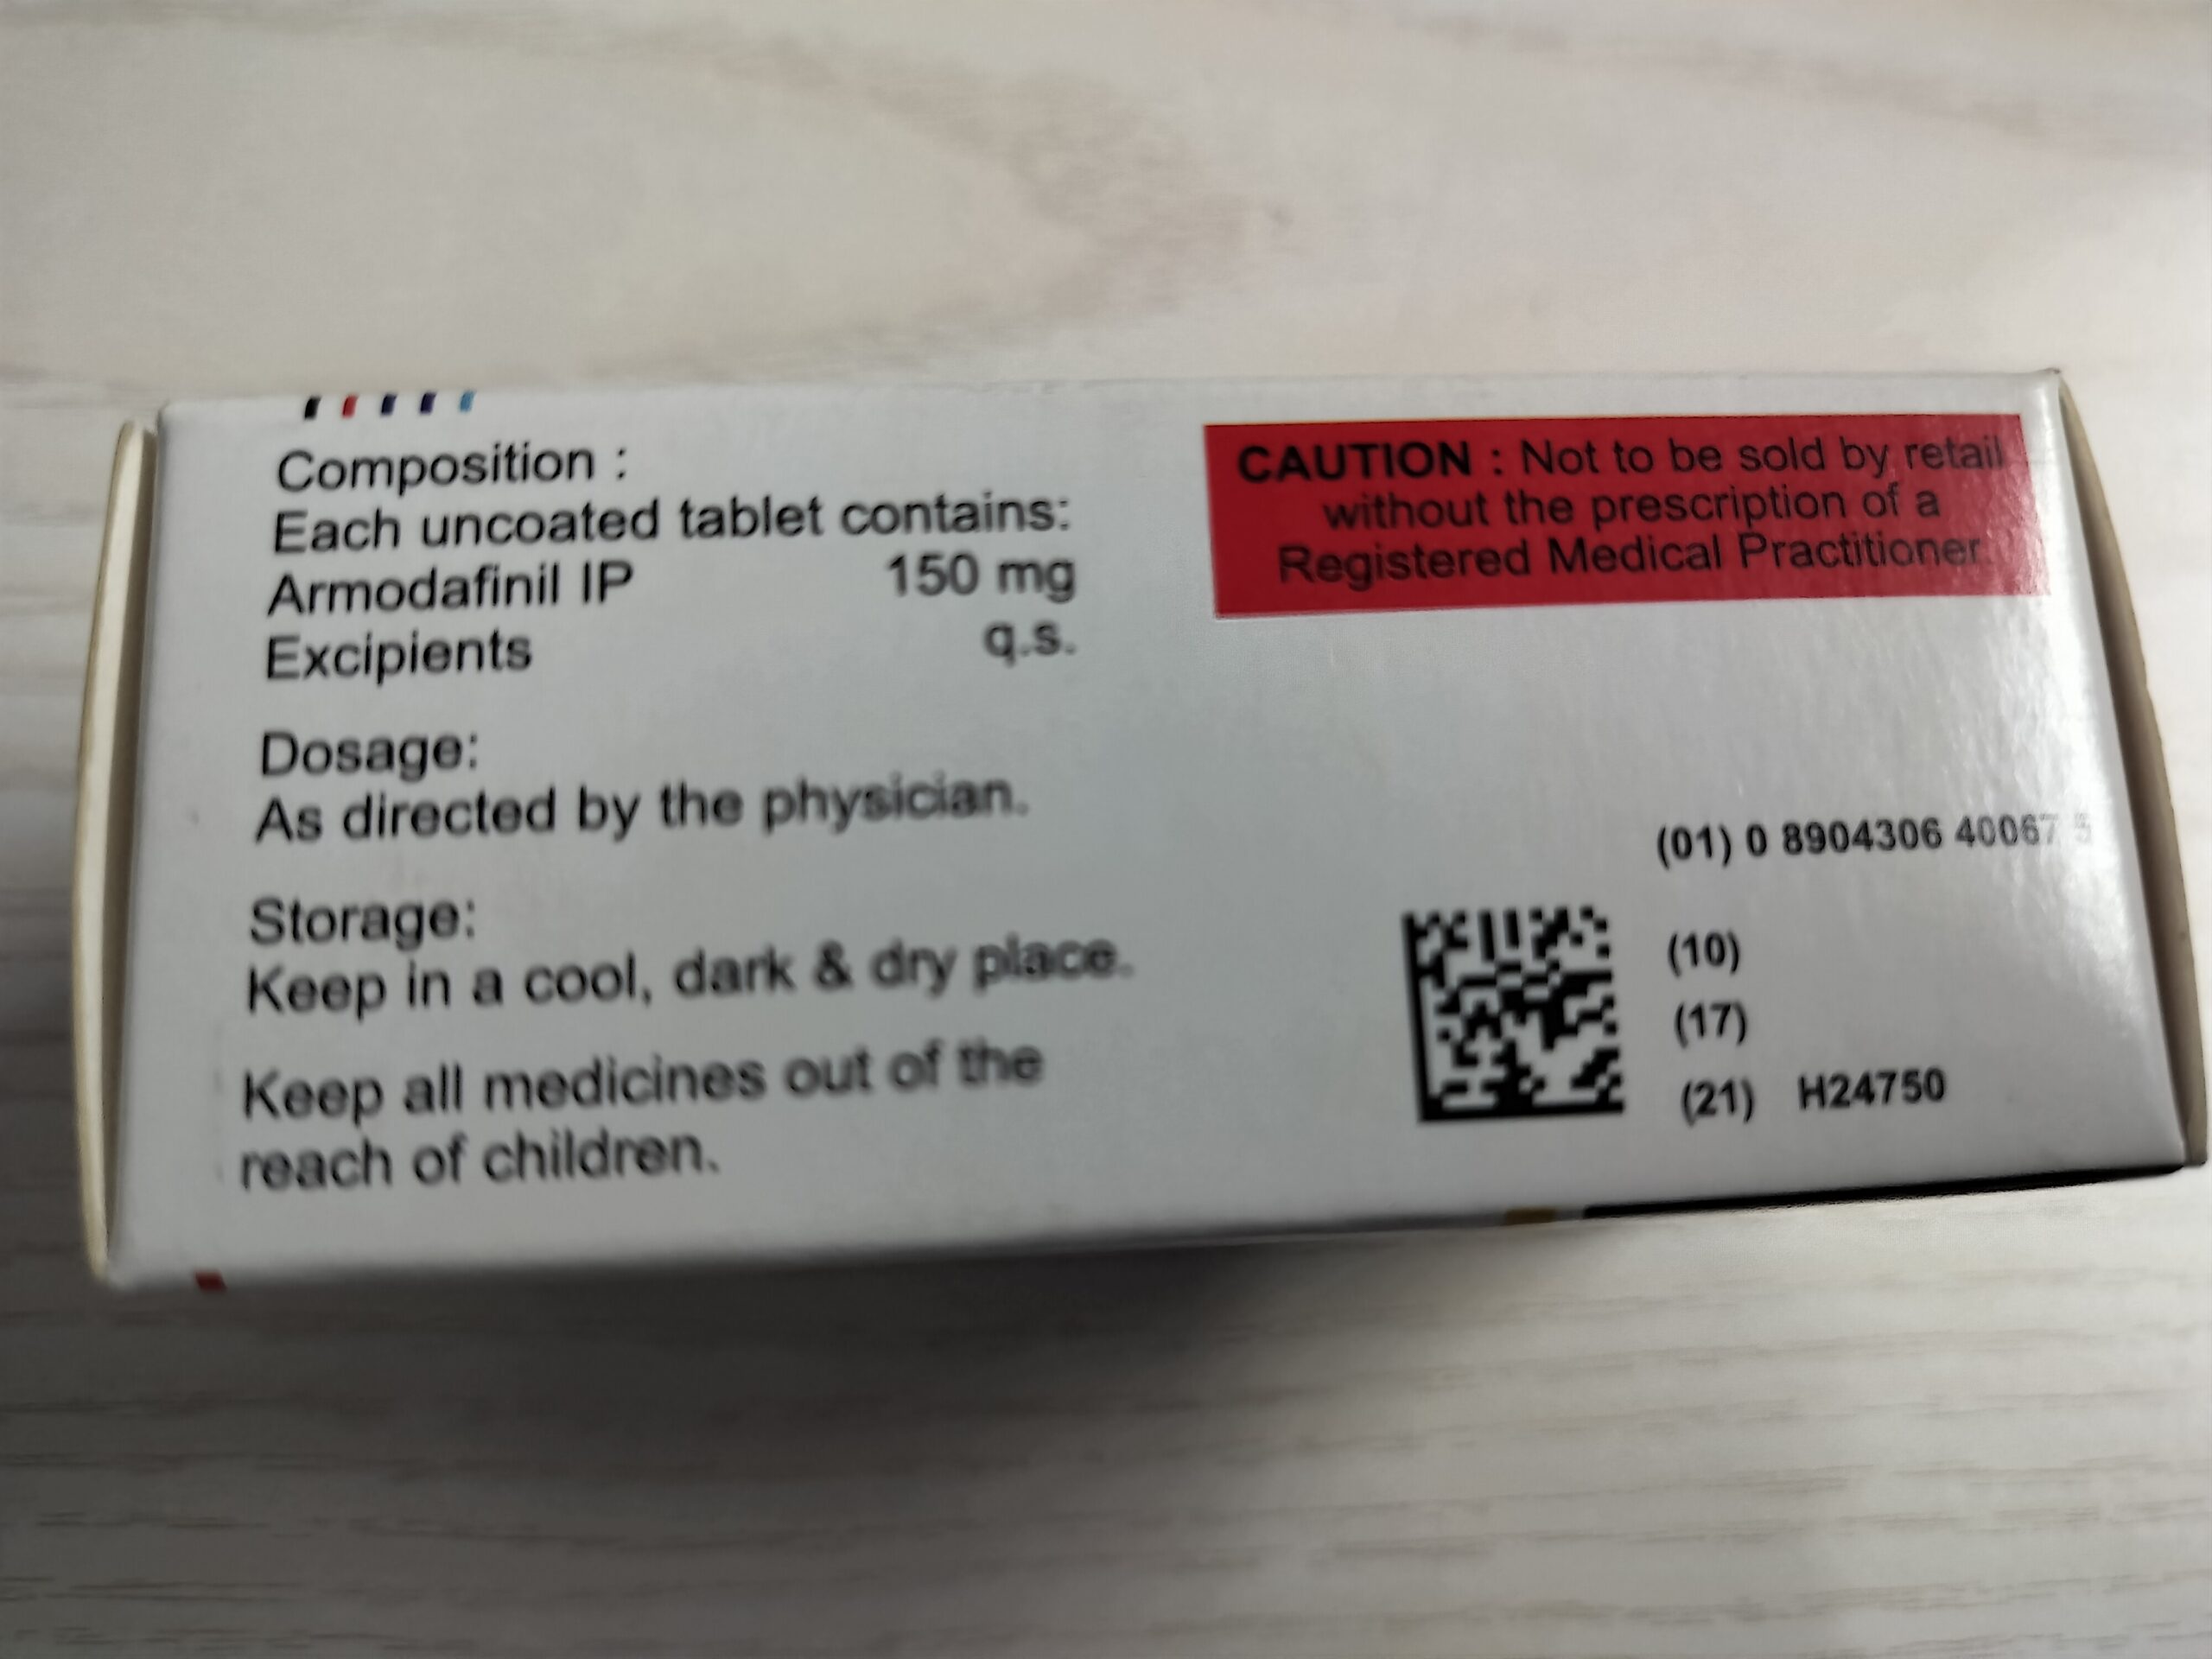 Composition :
Each uncoated tablet contains:
Armodafinil IP 150 mg
Excipients q.s.
Dosage:
As directed by the physician.
Storage:
Keep in a cool, dark & dry place.
Keep all medicines out of the
reach of children.
CAUTION : Not to be sold by retail
without the prescription of a
Registered Medical Practitioner
(01) 0 8904306 40067
(10)
(17)
(21) H24750